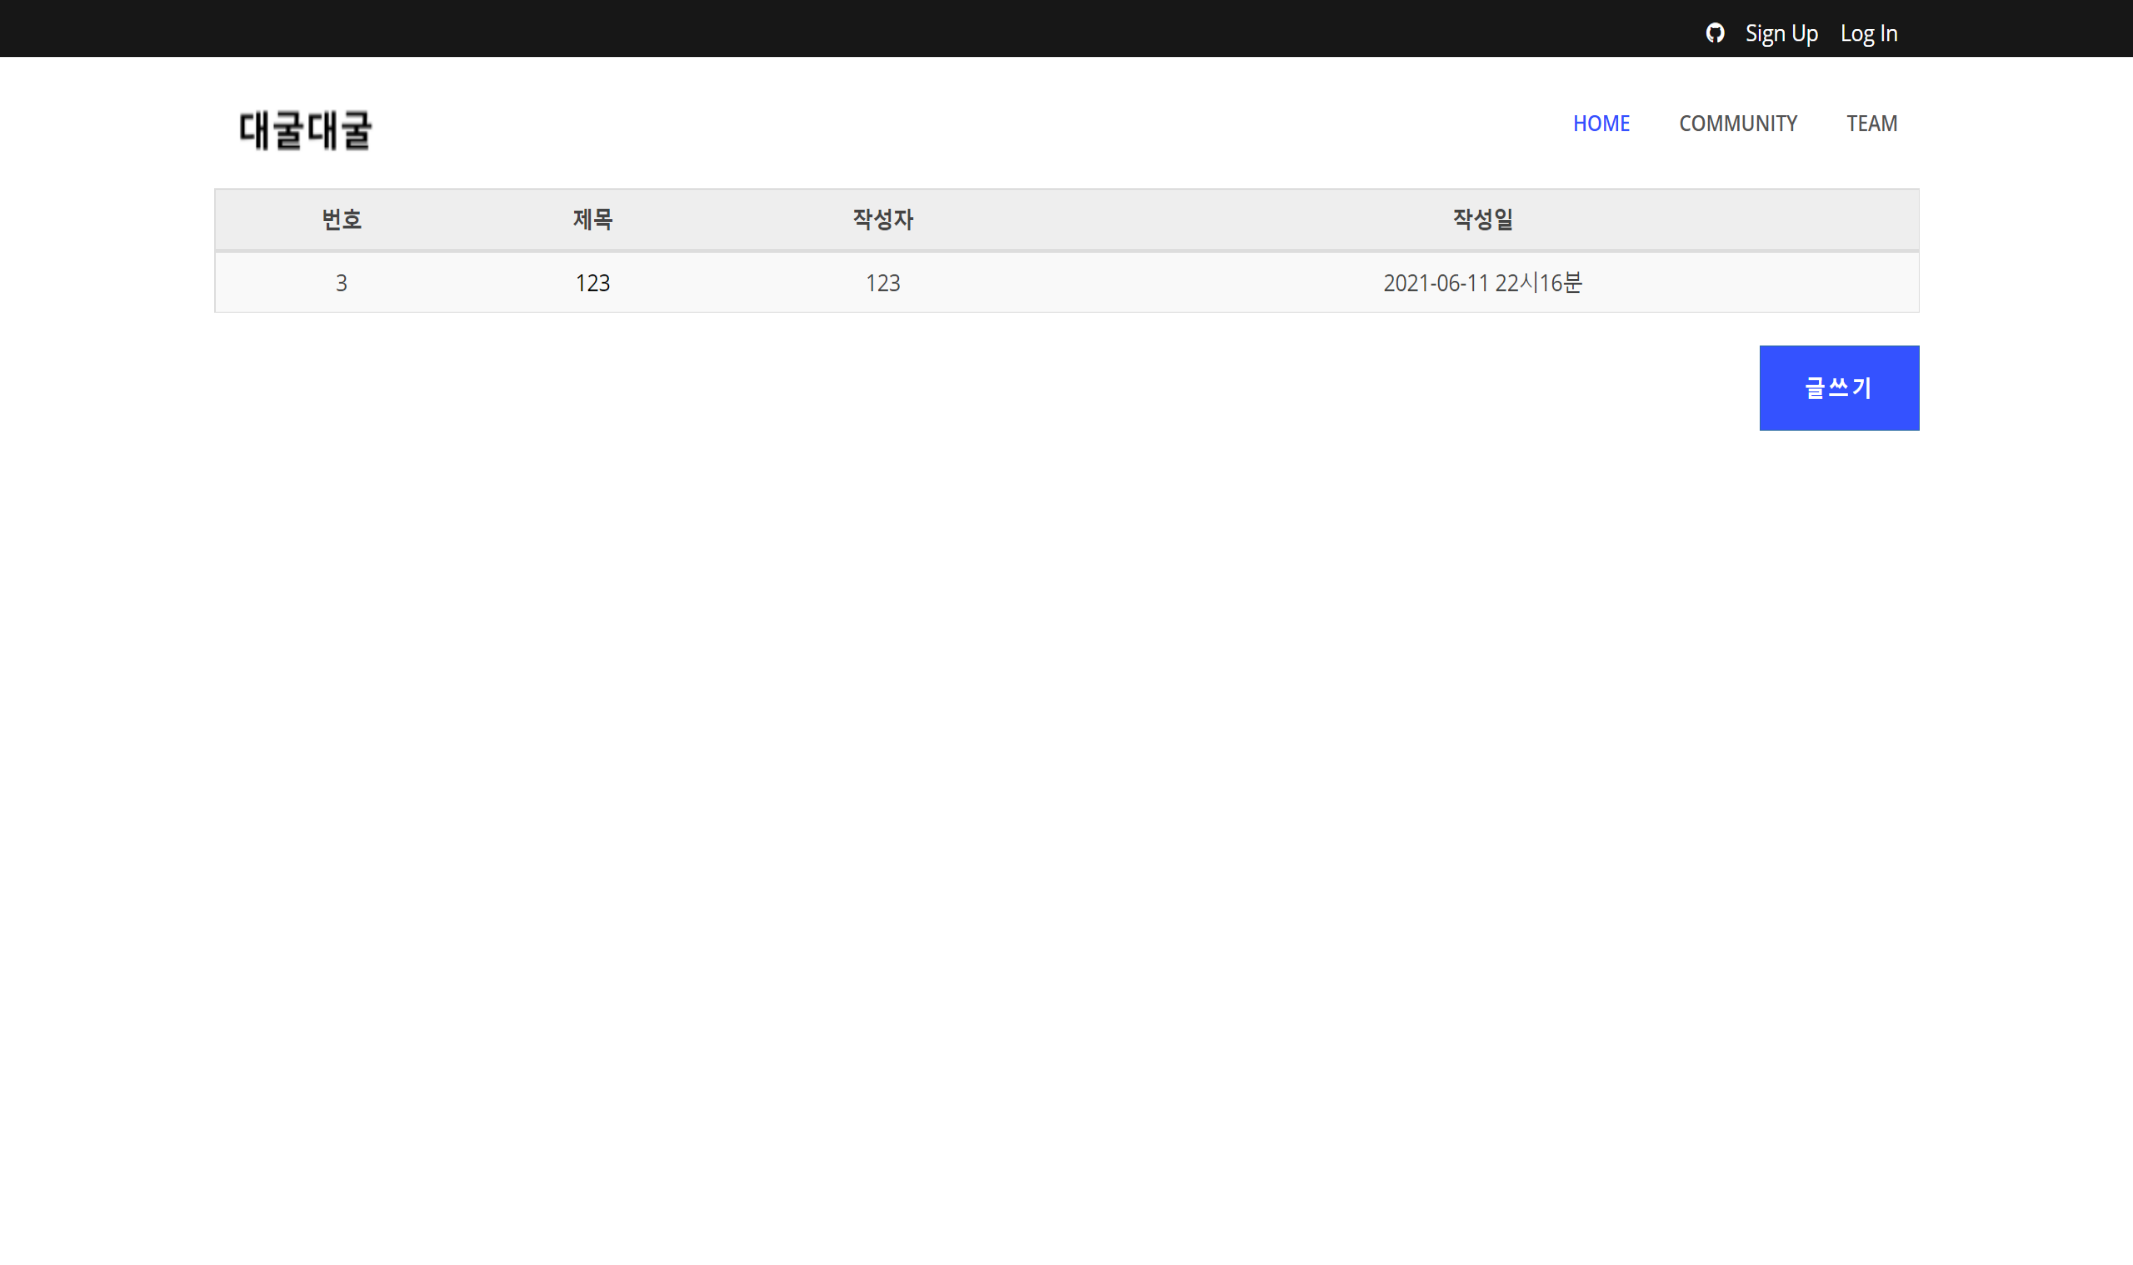 Sign Up Log In
대굴대굴
HOME COMMUNITY TEAM
번호 제목 작성자 작성일
3 123 123 2021-06-11 22시16분
글쓰기